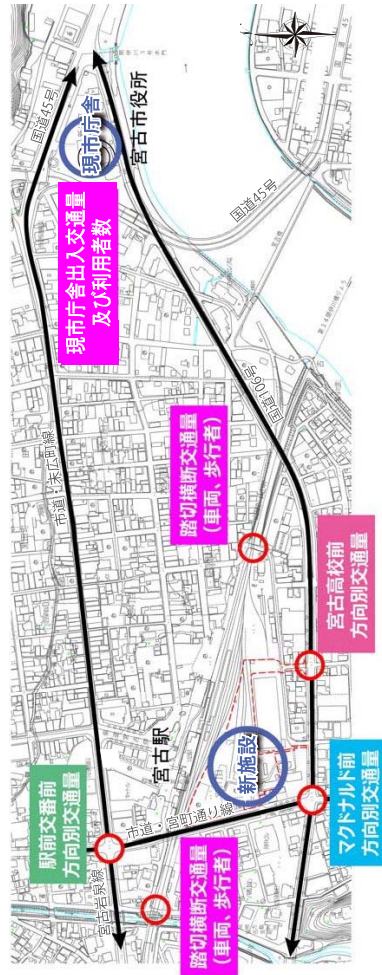 国道45号
現市庁舎
宮古市役所
現市庁舎出入交通量
及び利用者数
国道45号
市道・末広町線
国道106号
踏切横断交通量
(車両、歩行者)
宮古高校前
方向別交通量
宮古駅
新施設
駅前交番前
方向別交通量
市道・宮町通り線
マクドナルド前
方向別交通量
宮古岩泉線
踏切横断交通量
(車両、歩行者)